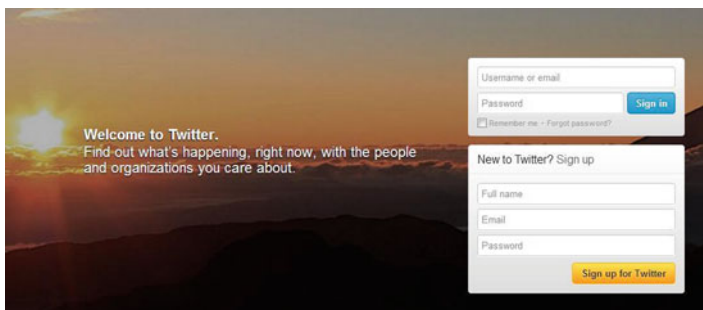 Welcome to Twitter.
Find out what's happening, right now, with the people
and organizations you care about.
Username or email
Password
Sign in
Remember me · Forgot password?
New to Twitter? Sign up
Full name
Email
Password
Sign up for Twitter